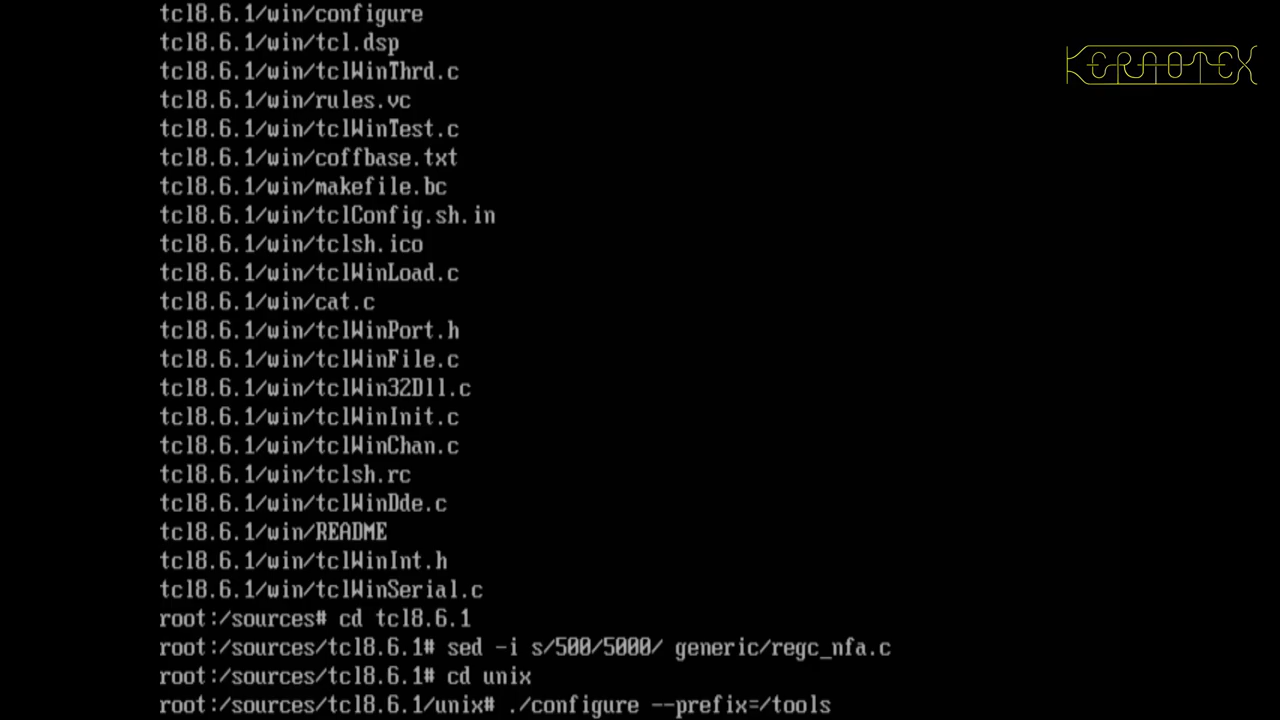 tcl8.6.1/win/configure
KERNOTEX
tcl8.6.1/win/tcl.dsp
tcl8.6.1/win/tclWinThrd.c
tcl8.6.1/win/rules.vc
tcl8.6.1/win/tclWinTest.c
tcl8.6.1/win/coffbase.txt
tcl8.6.1/win/makefile.bc
tcl8.6.1/win/tclConfig.sh.in
tcl8.6.1/win/tclsh.ico
tcl8.6.1/win/tclWinLoad.c
tcl8.6.1/win/cat.c
tcl8.6.1/win/tclWinPort.h
tcl8.6.1/win/tclWinFile.c
tcl8.6.1/win/tclWin32Dll.c
tcl8.6.1/win/tclWinInit.c
tcl8.6.1/win/tclWinChan.c
tcl8.6.1/win/tclsh.rc
tcl8.6.1/win/tclWinDde.c
tcl8.6.1/win/README
tcl8.6.1/win/tclWinInt.h
tcl8.6.1/win/tclWinSerial.c
root:/sources# cd tcl8.6.1
root:/sources/tcl8.6.1# sed -i s/500/5000/ generic/regc_nfa.c
root:/sources/tcl8.6.1# cd unix
root:/sources/tcl8.6.1/unix# ./configure --prefix=/tools